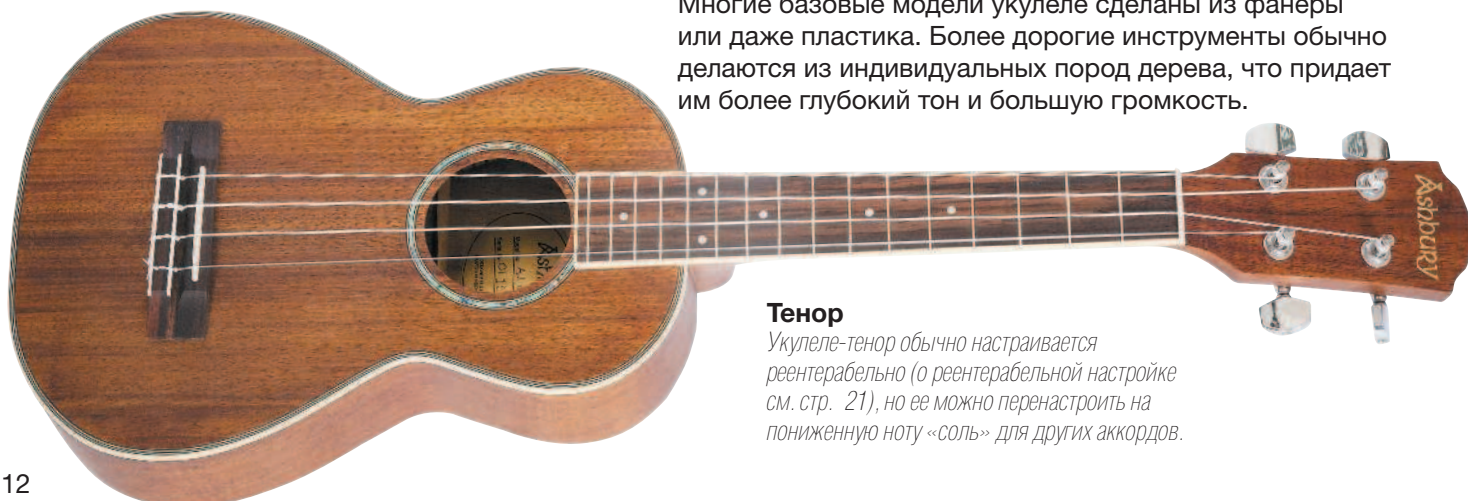 Многие базовые модели укулеле сделаны из фанеры
или даже пластика. Более дорогие инструменты обычно
делаются из индивидуальных пород дерева, что придает
им более глубокий тон и большую громкость.
Ashbury
Тенор
Укулеле-тенор обычно настраивается
реентерабельно (о реентерабельной настройке
см. стр. 21), но ее можно перенастроить на
пониженную ноту «соль» для других аккордов.
12